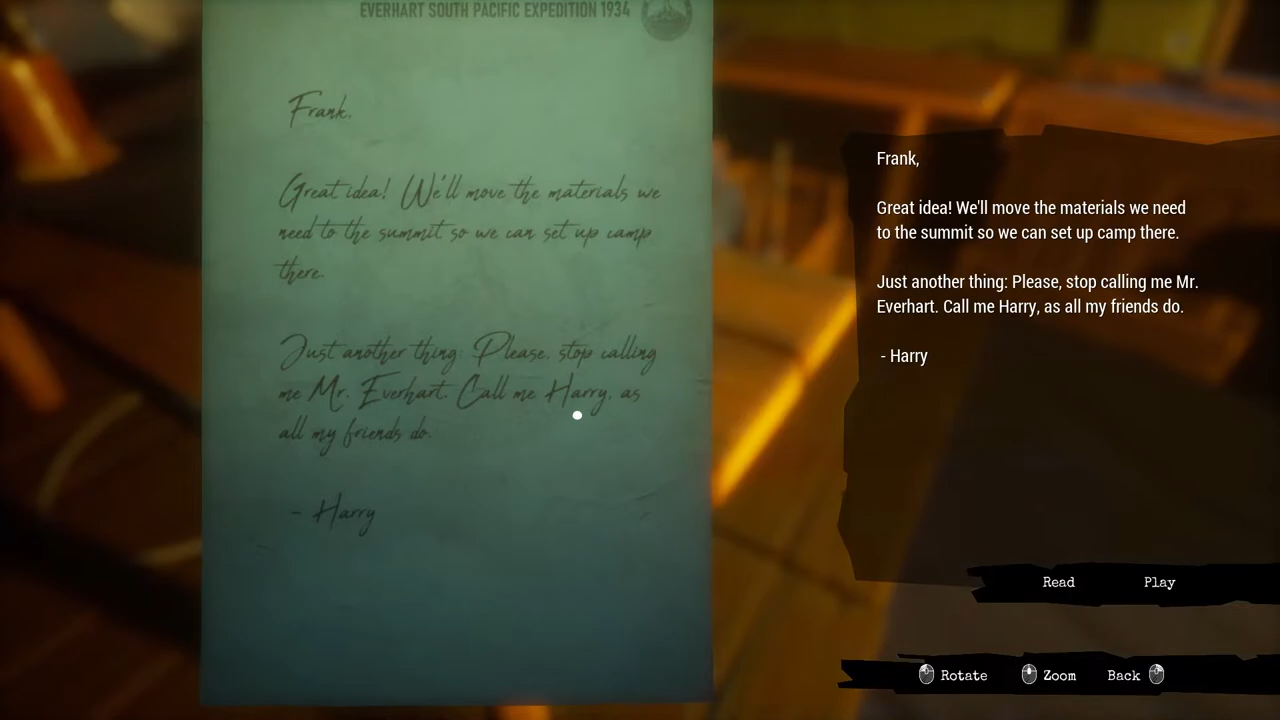 EVERHART SOUTH PACIFIC EXPEDITION 1934
Frank,
Great idea! We'll move the materials we
need to the summit so we can set up camp
there.
Just another thing: Please, stop calling
me Mr. Everhart. Call me Harry, as
all my friends do.
- Harry
Frank,
Great idea! We'll move the materials we need
to the summit so we can set up camp there.
Just another thing: Please, stop calling me Mr.
Everhart. Call me Harry, as all my friends do.
- Harry
Read
Play
Rotate
Zoom
Back